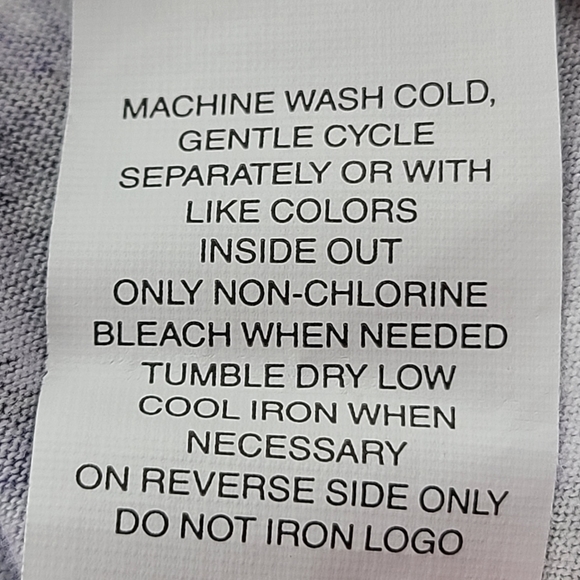 MACHINE WASH COLD,
GENTLE CYCLE
SEPARATELY OR WITH
LIKE COLORS
INSIDE OUT
ONLY NON-CHLORINE
BLEACH WHEN NEEDED
TUMBLE DRY LOW
COOL IRON WHEN
NECESSARY
ON REVERSE SIDE ONLY
DO NOT IRON LOGO